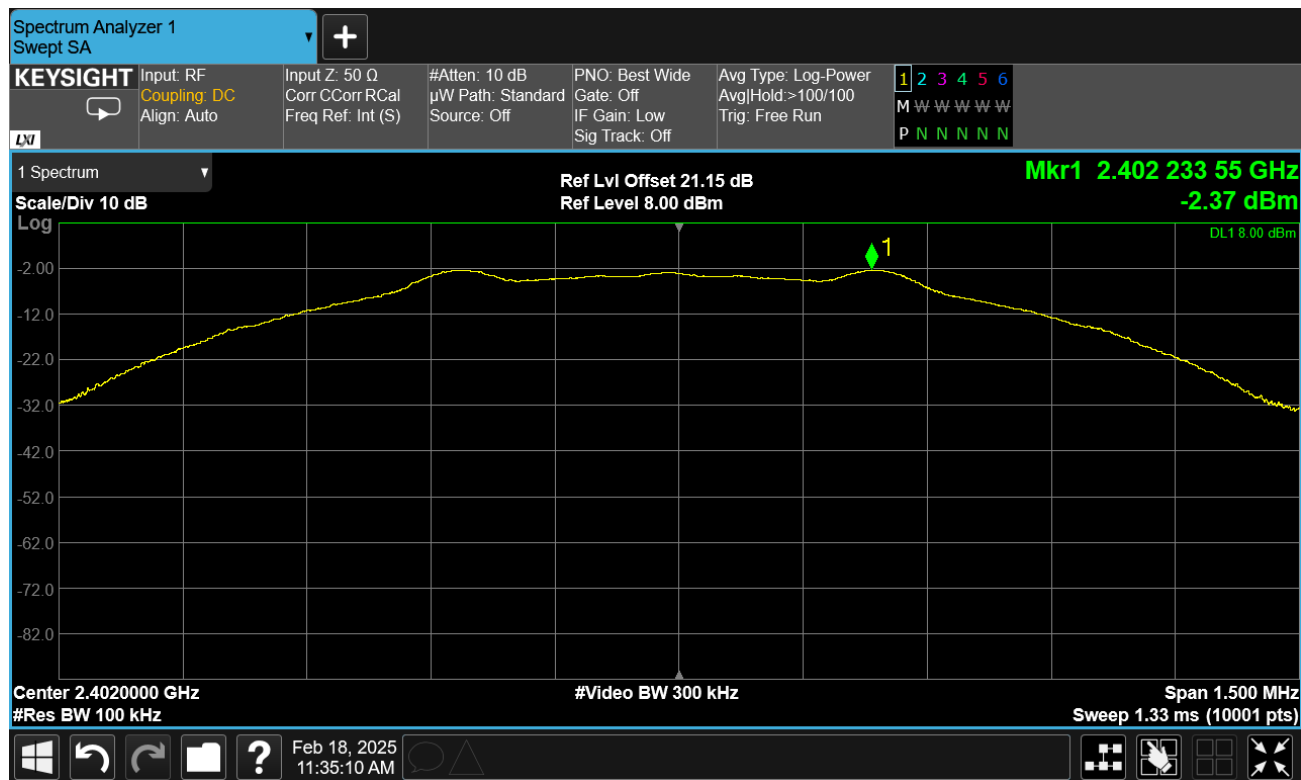 Spectrum Analyzer 1
Swept SA
KEYSIGHT
LXI
Input: RF
Coupling: DC
Align: Auto
Input Z: 50 Ω
Corr CCorr RCal
Freq Ref: Int (S)
#Atten: 10 dB
µW Path: Standard
Source: Off
PNO: Best Wide
Gate: Off
IF Gain: Low
Sig Track: Off
Avg Type: Log-Power
Avg|Hold:>100/100
Trig: Free Run
1 2 3 4 5 6
M W W W W W
P N N N N N
1 Spectrum
Scale/Div 10 dB
Log
Ref Lvl Offset 21.15 dB
Ref Level 8.00 dBm
Mkr1 2.402 233 55 GHz
-2.37 dBm
DL1 8.00 dBm
1
-2.00
-12.0
-22.0
-32.0
-42.0
-52.0
-62.0
-72.0
-82.0
Center 2.4020000 GHz
#Res BW 100 kHz
#Video BW 300 kHz
Span 1.500 MHz
Sweep 1.33 ms (10001 pts)
?
Feb 18, 2025
11:35:10 AM